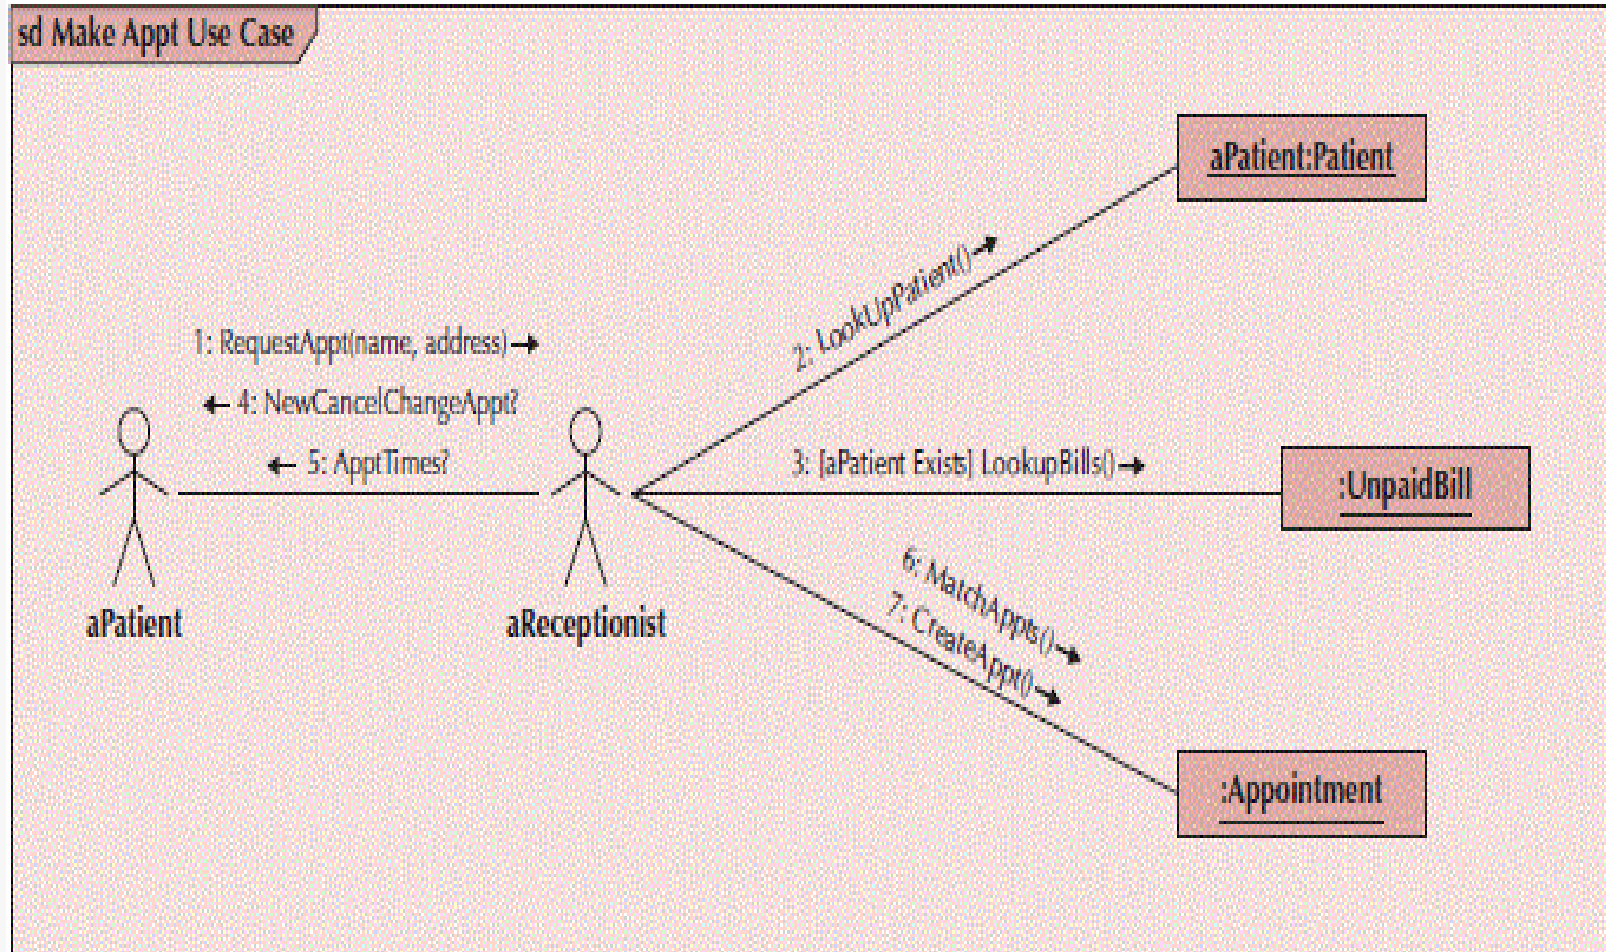 sd Make Appt Use Case
aPatient:Patient
2: LookUpPatient()
1: RequestAppt(name, address)
4: NewCancelChangeAppt?
5: ApptTimes?
3: [aPatient Exists] LookupBills()
:UnpaidBill
6: MatchAppts()
7: CreateAppt()
aPatient
aReceptionist
:Appointment